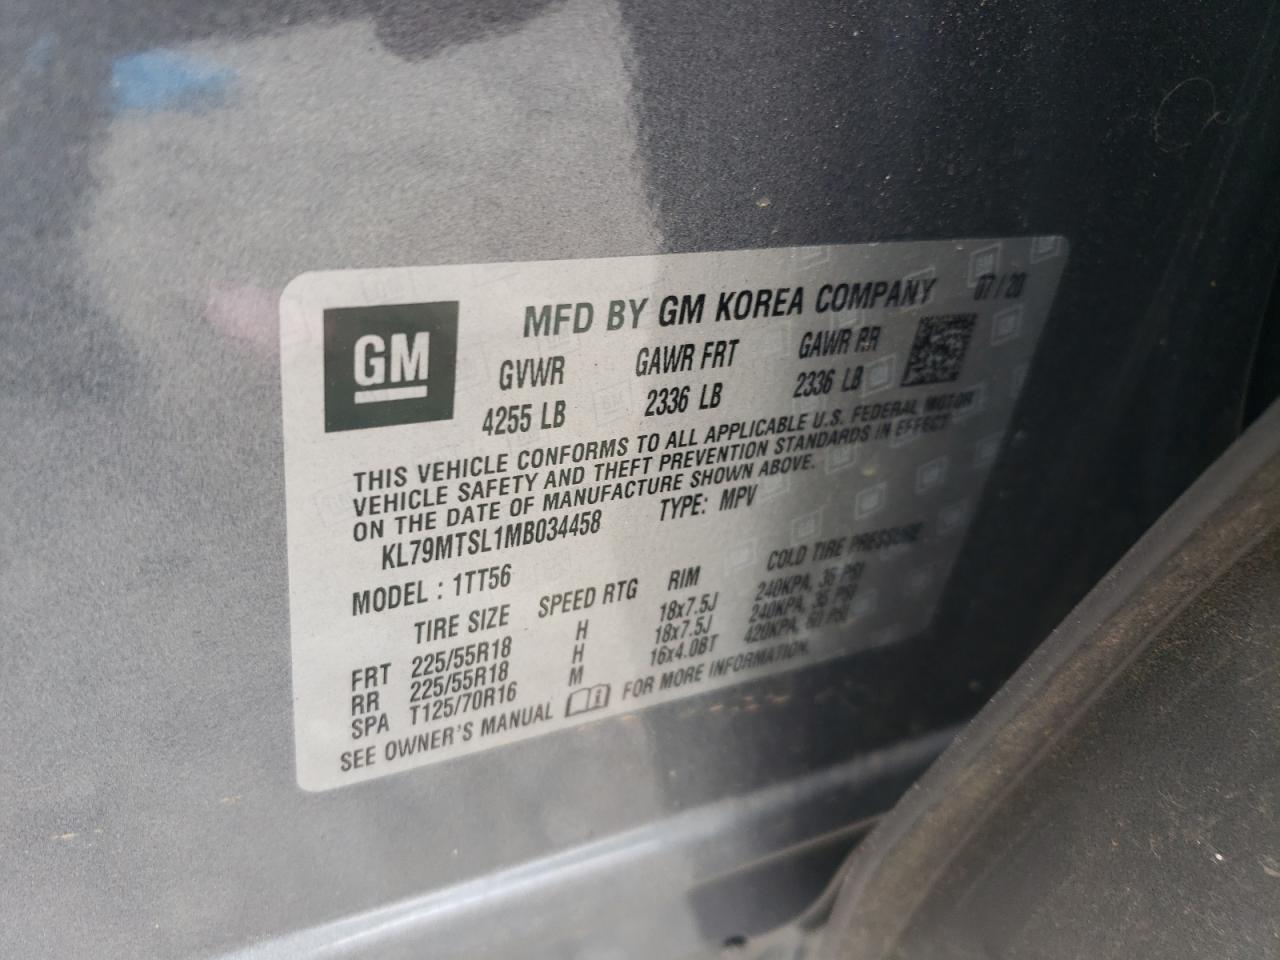 GM
MFD BY GM KOREA COMPANY 07/20
GVWR GAWR FRT GAWR RR
4255 LB 2336 LB 2336 LB
THIS VEHICLE CONFORMS TO ALL APPLICABLE U.S. FEDERAL MOTOR
VEHICLE SAFETY AND THEFT PREVENTION STANDARDS IN EFFECT
ON THE DATE OF MANUFACTURE SHOWN ABOVE.
KL79MTSL1MB034458 TYPE: MPV
MODEL : 1TT56
TIRE SIZE SPEED RTG RIM COLD TIRE PRESSURE
FRT 225/55R18 H 18x7.5J 240KPA, 35 PSI
RR 225/55R18 H 18x7.5J 240KPA, 35 PSI
SPA T125/70R16 M 16x4.0BT 420KPA, 60 PSI
SEE OWNER'S MANUAL FOR MORE INFORMATION.